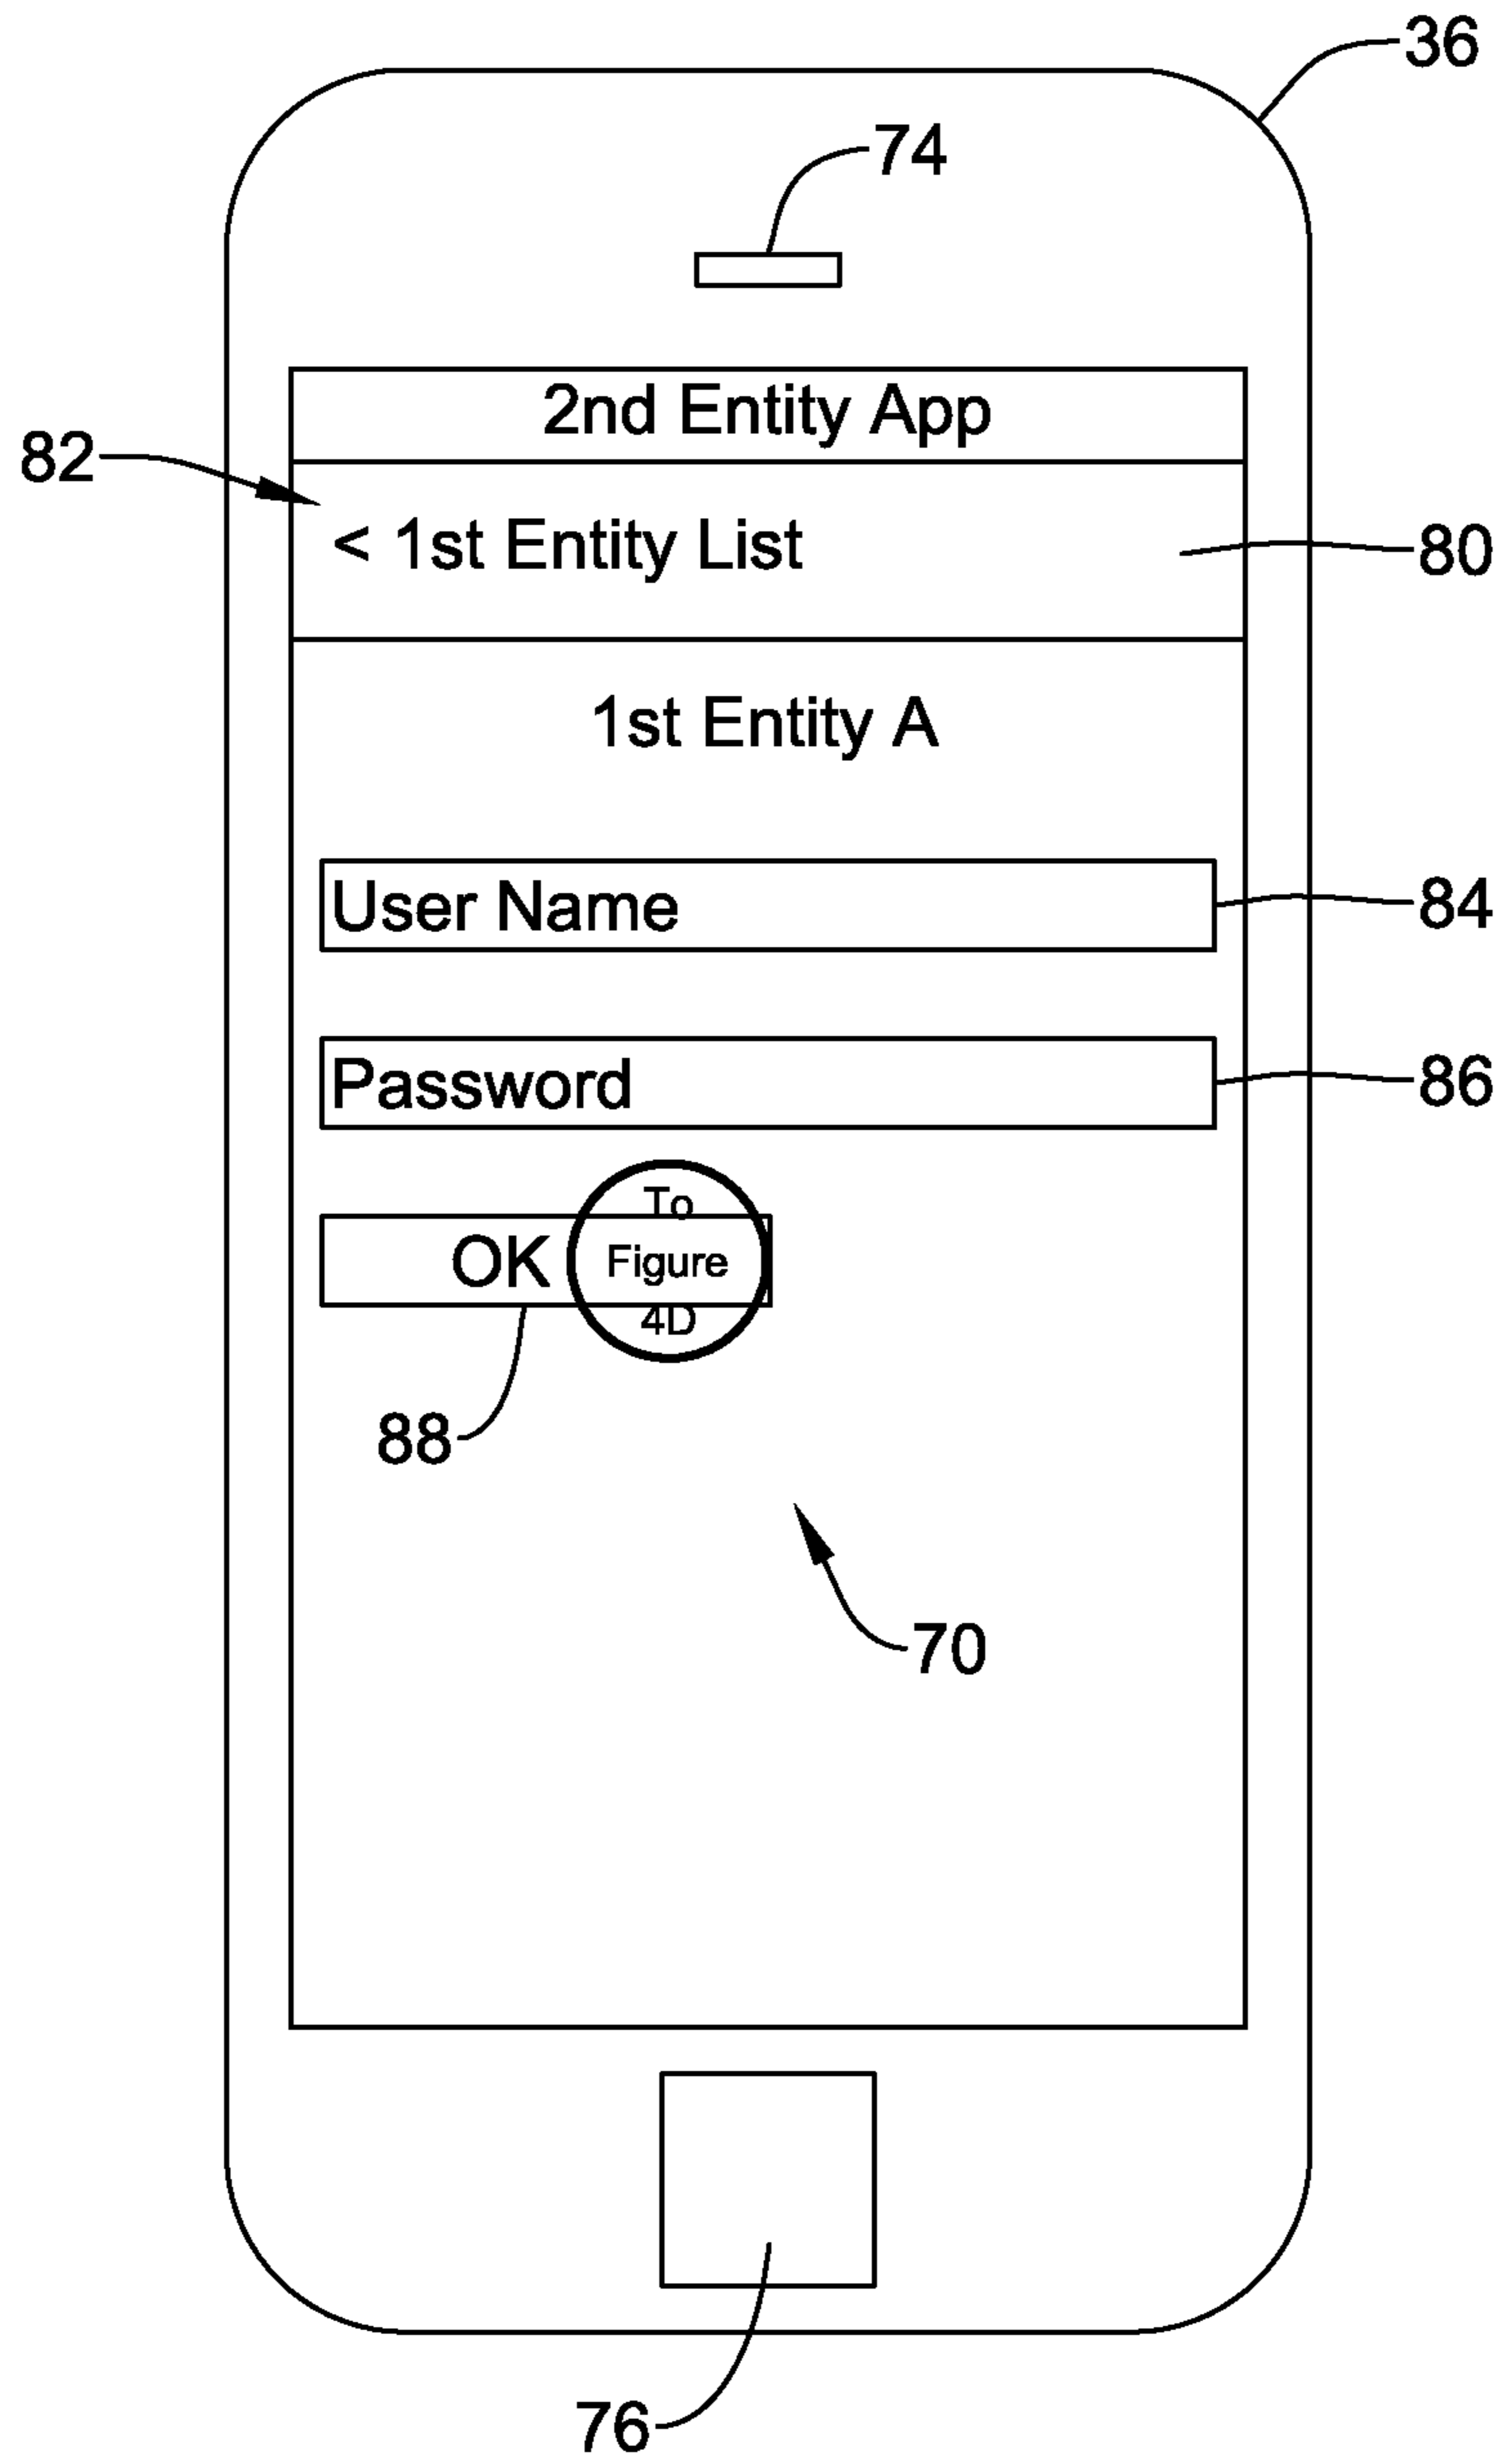 36
74
2nd Entity App
82
< 1st Entity List
80
1st Entity A
User Name
84
Password
86
To
OK
Figure
4D
88
70
76